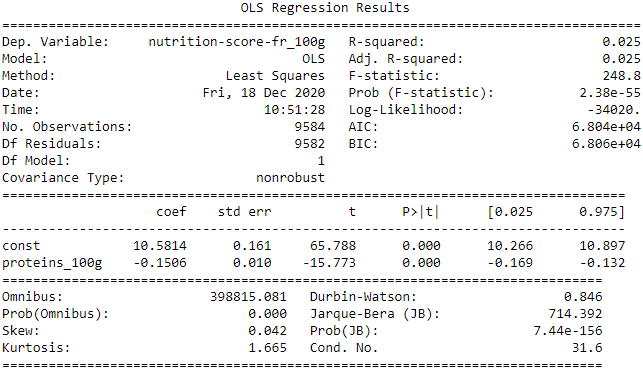 OLS Regression Results
==============================================================================
Dep. Variable: nutrition-score-fr_100g R-squared: 0.025
Model: OLS Adj. R-squared: 0.025
Method: Least Squares F-statistic: 248.8
Date: Fri, 18 Dec 2020 Prob (F-statistic): 2.38e-55
Time: 10:51:28 Log-Likelihood: -34020.
No. Observations: 9584 AIC: 6.804e+04
Df Residuals: 9582 BIC: 6.806e+04
Df Model: 1
Covariance Type: nonrobust
==============================================================================
coef std err t P>|t| [0.025 0.975]
------------------------------------------------------------------------------
const 10.5814 0.161 65.788 0.000 10.266 10.897
proteins_100g -0.1506 0.010 -15.773 0.000 -0.169 -0.132
==============================================================================
Omnibus: 398815.081 Durbin-Watson: 0.846
Prob(Omnibus): 0.000 Jarque-Bera (JB): 714.392
Skew: 0.042 Prob(JB): 7.44e-156
Kurtosis: 1.665 Cond. No. 31.6
==============================================================================